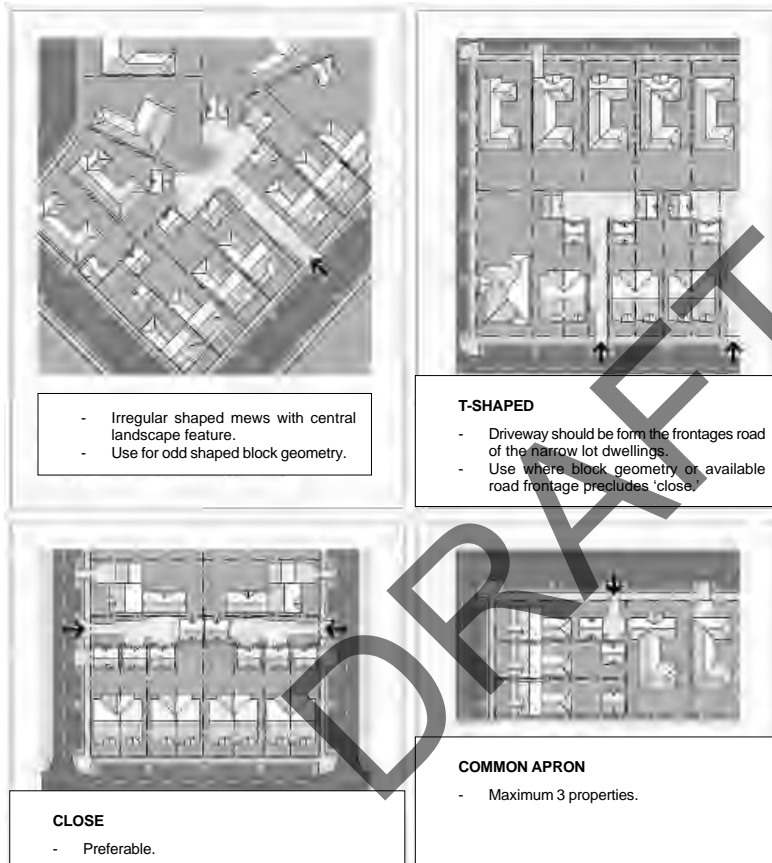 - Irregular shaped mews with central
landscape feature.
- Use for odd shaped block geometry.
T-SHAPED
- Driveway should be form the frontages road
of the narrow lot dwellings.
- Use where block geometry or available
road frontage precludes ‘close.’
CLOSE
- Preferable.
COMMON APRON
- Maximum 3 properties.
DRAFT